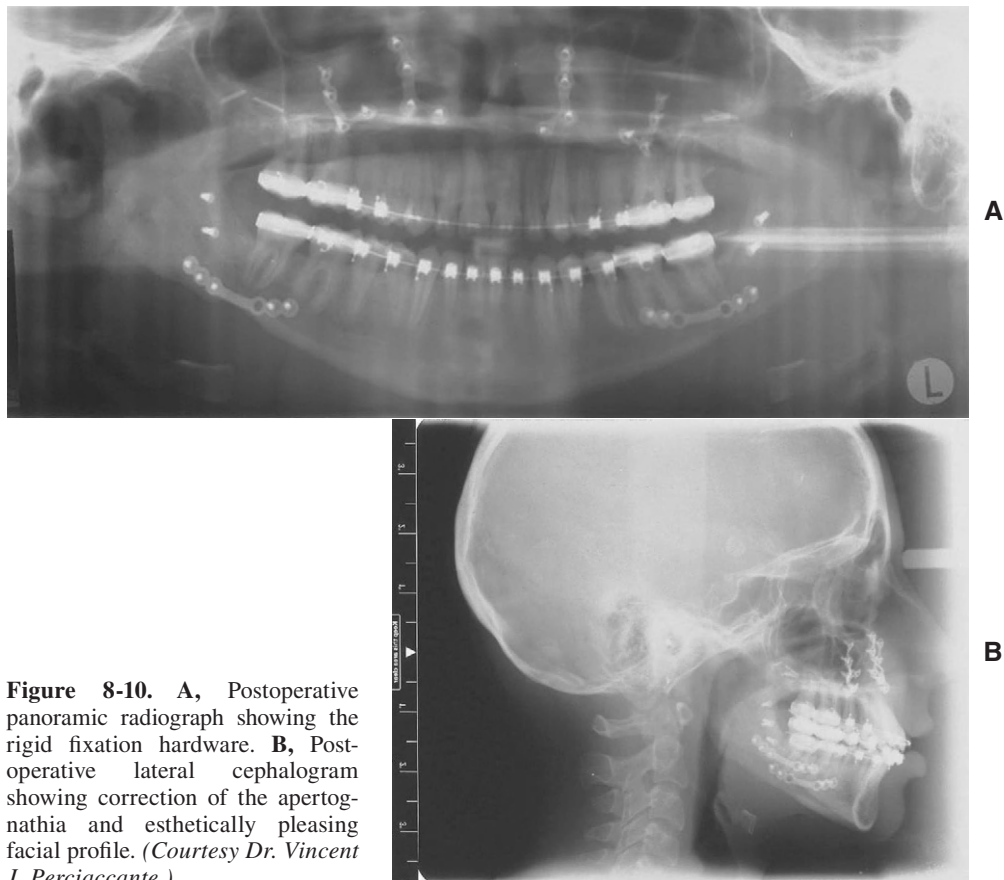 A
L
B
Figure 8-10. A, Postoperative
panoramic radiograph showing the
rigid fixation hardware. B, Post-
operative lateral cephalogram
showing correction of the apertog-
nathia and esthetically pleasing
facial profile. (Courtesy Dr. Vincent
J. Perciaccante.)